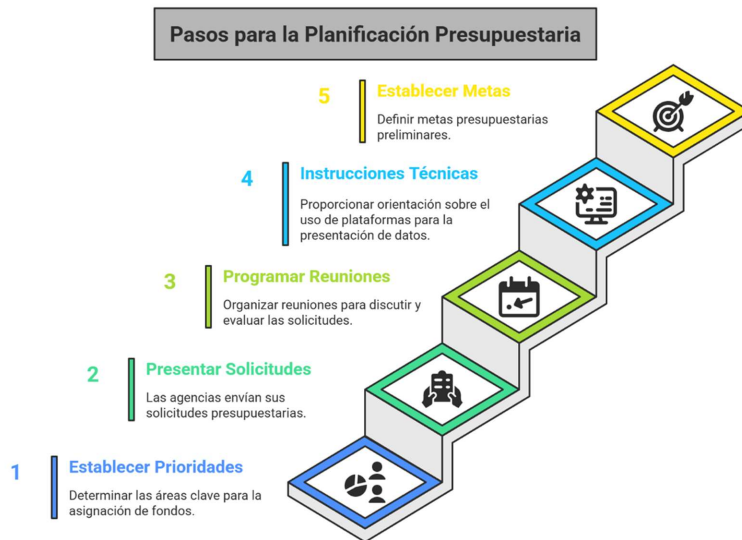 Pasos para la Planificación Presupuestaria
5
Establecer Metas
Definir metas presupuestarias
preliminares.
4
Instrucciones Técnicas
Proporcionar orientación sobre el
uso de plataformas para la
presentación de datos.
3
Programar Reuniones
Organizar reuniones para discutir y
evaluar las solicitudes.
2
Presentar Solicitudes
Las agencias envían sus
solicitudes presupuestarias.
1
Establecer Prioridades
Determinar las áreas clave para la
asignación de fondos.